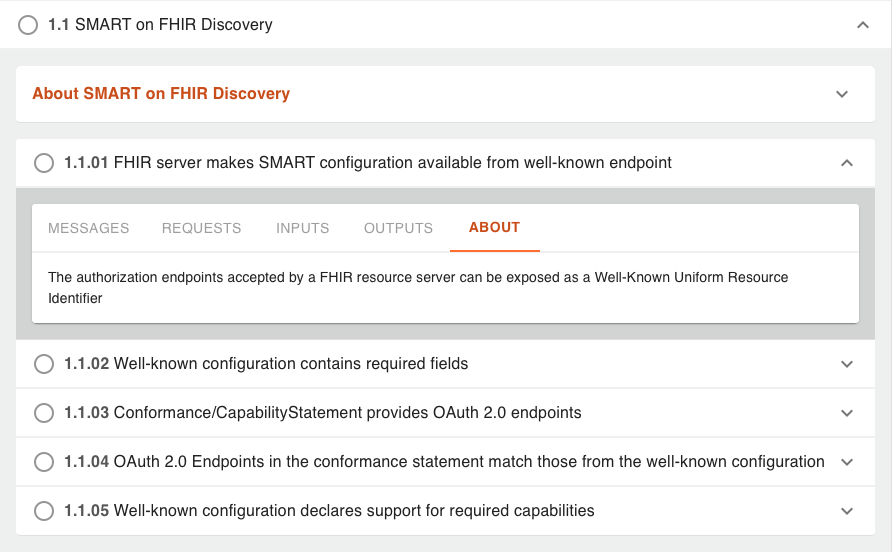 1.1 SMART on FHIR Discovery
About SMART on FHIR Discovery
1.1.01 FHIR server makes SMART configuration available from well-known endpoint
MESSAGES REQUESTS INPUTS OUTPUTS ABOUT
The authorization endpoints accepted by a FHIR resource server can be exposed as a Well-Known Uniform Resource
Identifier
1.1.02 Well-known configuration contains required fields
1.1.03 Conformance/CapabilityStatement provides OAuth 2.0 endpoints
1.1.04 OAuth 2.0 Endpoints in the conformance statement match those from the well-known configuration
1.1.05 Well-known configuration declares support for required capabilities